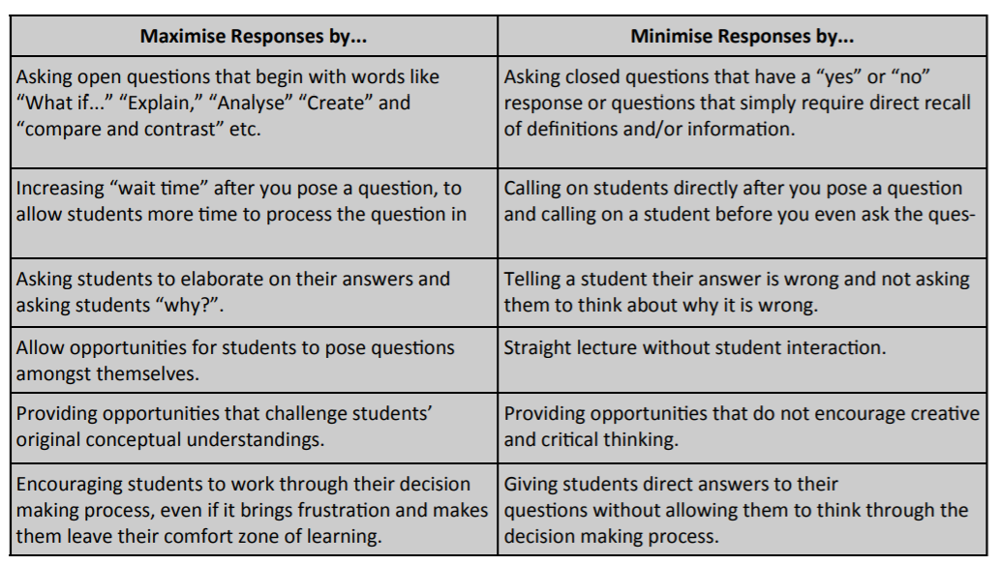 Maximise Responses by...
Minimise Responses by...
Asking open questions that begin with words like
“What if...” “Explain,” “Analyse” “Create” and
“compare and contrast” etc.
Asking closed questions that have a “yes” or “no”
response or questions that simply require direct recall
of definitions and/or information.
Increasing “wait time” after you pose a question, to
allow students more time to process the question in
Calling on students directly after you pose a question
and calling on a student before you even ask the ques-
Asking students to elaborate on their answers and
asking students “why?”.
Telling a student their answer is wrong and not asking
them to think about why it is wrong.
Allow opportunities for students to pose questions
amongst themselves.
Straight lecture without student interaction.
Providing opportunities that challenge students’
original conceptual understandings.
Providing opportunities that do not encourage creative
and critical thinking.
Encouraging students to work through their decision
making process, even if it brings frustration and makes
them leave their comfort zone of learning.
Giving students direct answers to their
questions without allowing them to think through the
decision making process.